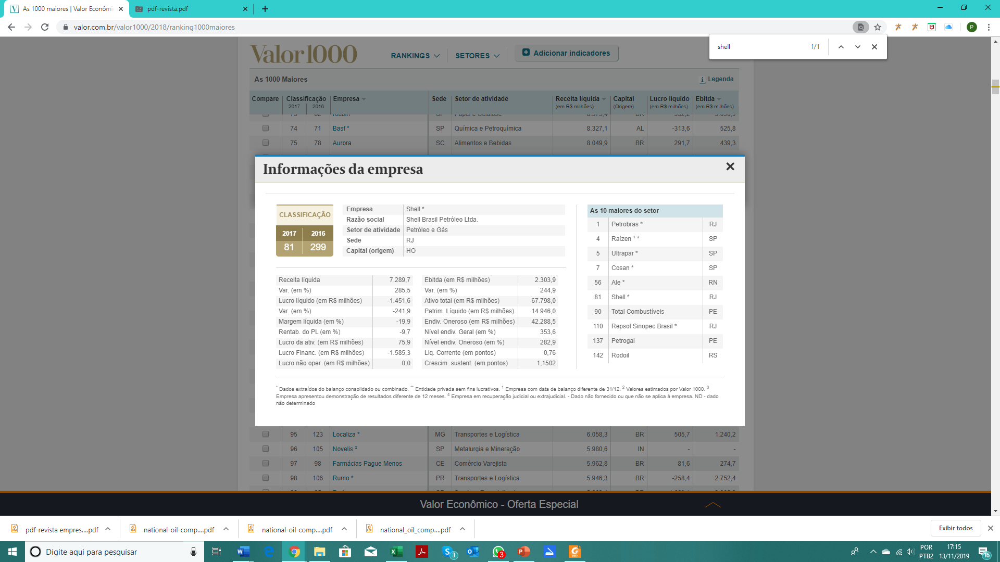 As 1000 maiores | Valor Econômi
pdf-revista.pdf
valor.com.br/valor1000/2018/ranking1000maiores
P
shell
1/1
Valor1000
RANKINGS
SETORES
Adicionar indicadores
As 1000 Maiores
i Legenda
Compare Classificação Empresa Sede Setor de atividade Receita líquida Capital Lucro líquido Ebitda
2017 2016 (em R$ milhões) (Origem) (em R$ milhões) (em R$ milhões)
74 71 Basf * SP Química e Petroquímica 8.327,1 AL -313,6 525,8
75 78 Aurora SC Alimentos e Bebidas 8.049,9 BR 291,7 439,3
Informações da empresa
CLASSIFICAÇÃO
2017 2016
81 299
Empresa Shell *
Razão social Shell Brasil Petróleo Ltda.
Setor de atividade Petróleo e Gás
Sede RJ
Capital (origem) HO
Receita líquida 7.289,7
Var. (em %) 285,5
Lucro líquido (em R$ milhões) -1.451,6
Var. (em %) -241,9
Margem líquida (em %) -19,9
Rentab. do PL (em %) -9,7
Lucro da ativ. (em R$ milhões) 75,9
Lucro Financ. (em R$ milhões) -1.585,3
Lucro não oper. (em R$ milhões) 0,0
Ebitda (em R$ milhões) 2.303,9
Var. (em %) 244,9
Ativo total (em R$ milhões) 67.798,0
Patrim. Líquido (em R$ milhões) 14.946,0
Endiv. Oneroso (em R$ milhões) 42.288,5
Nível endiv. Geral (em %) 353,6
Nível endiv. Oneroso (em %) 282,9
Liq. Corrente (em pontos) 0,76
Crescim. sustent. (em pontos) 1,1502
As 10 maiores do setor
1 Petrobras * RJ
4 Raízen ¹ * SP
5 Ultrapar * SP
7 Cosan * SP
56 Ale * RN
81 Shell * RJ
90 Total Combustíveis PE
110 Repsol Sinopec Brasil * RJ
137 Petrogal PE
142 Rodoil RS
* Dados extraídos do balanço consolidado ou combinado. ** Entidade privada sem fins lucrativos. 1 Empresa com data de balanço diferente de 31/12. 2 Valores estimados por Valor 1000. 3
Empresa apresentou demonstração de resultados diferente de 12 meses. 4 Empresa em recuperação judicial ou extrajudicial. - Dado não fornecido ou que não se aplica à empresa. ND - dado
não determinado
95 123 Localiza * MG Transportes e Logística 6.058,3 BR 505,7 1.240,2
96 105 Novelis ² SP Metalurgia e Mineração 5.980,6 IN - -
97 98 Farmácias Pague Menos CE Comércio Varejista 5.962,8 BR 81,6 274,7
98 106 Rumo * PR Transportes e Logística 5.946,3 BR -258,4 2.752,4
Valor Econômico - Oferta Especial
pdf-revista empres....pdf
national-oil-comp....pdf
national-oil-comp....pdf
national_oil_comp....pdf
Exibir todos
Digite aqui para pesquisar
3
3
POR
PTB2
17:15
13/11/2019
16